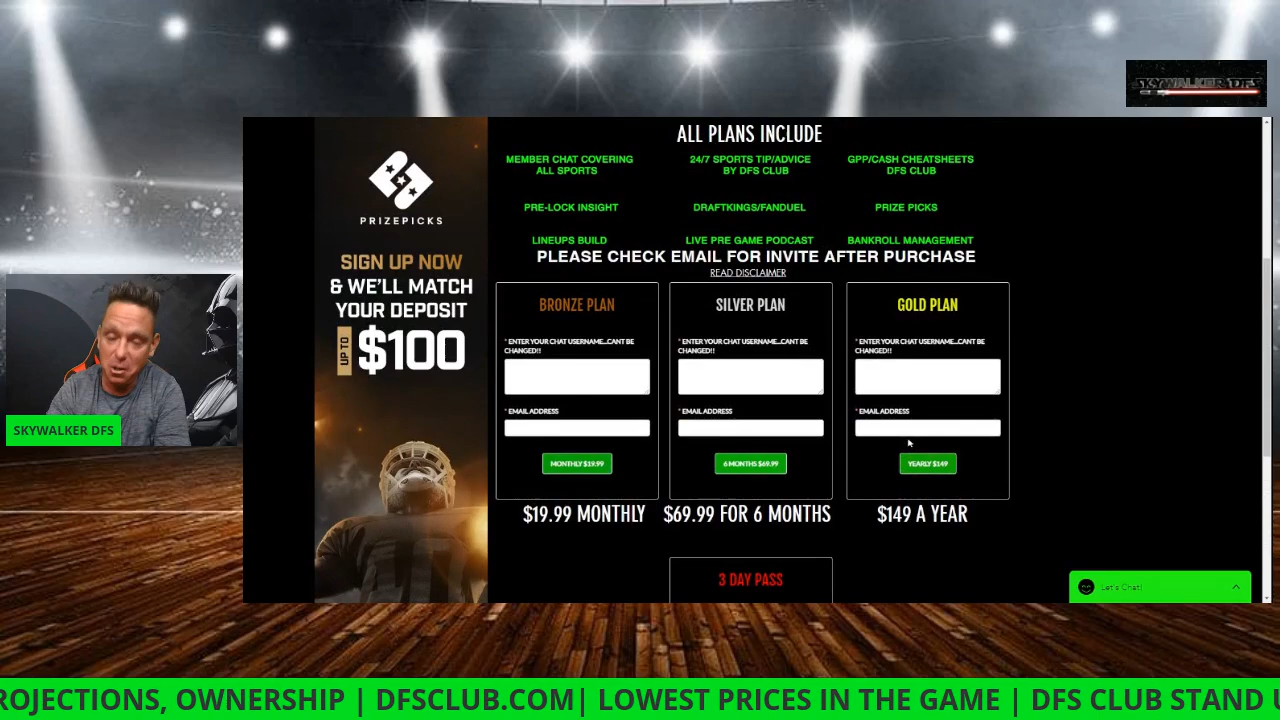 SKYWALKER DFS
ALL PLANS INCLUDE
MEMBER CHAT COVERING
ALL SPORTS
24/7 SPORTS TIP/ADVICE
BY DFS CLUB
GPP/CASH CHEATSHEETS
DFS CLUB
PRE-LOCK INSIGHT
DRAFTKINGS/FANDUEL
PRIZE PICKS
LINEUPS BUILD
LIVE PRE GAME PODCAST
BANKROLL MANAGEMENT
PLEASE CHECK EMAIL FOR INVITE AFTER PURCHASE
READ DISCLAIMER
PRIZEPICKS
SIGN UP NOW
& WE'LL MATCH
YOUR DEPOSIT
UP TO
$100
BRONZE PLAN
* ENTER YOUR CHAT USERNAME...CANT BE
CHANGED!!
* EMAIL ADDRESS
MONTHLY $19.99
$19.99 MONTHLY
SILVER PLAN
* ENTER YOUR CHAT USERNAME...CANT BE
CHANGED!!
* EMAIL ADDRESS
6 MONTHS $69.99
$69.99 FOR 6 MONTHS
GOLD PLAN
* ENTER YOUR CHAT USERNAME...CANT BE
CHANGED!!
* EMAIL ADDRESS
YEARLY $149
$149 A YEAR
3 DAY PASS
Let's Chat!
SKYWALKER DFS
ROJECTIONS, OWNERSHIP | DFSCLUB.COM| LOWEST PRICES IN THE GAME | DFS CLUB STAND U